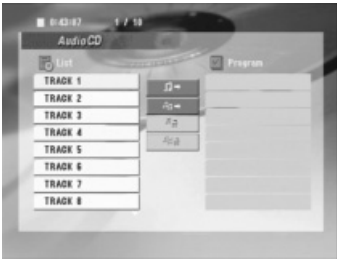 0:43:07 1 / 18
AudioCD
List
Program
TRACK 1
TRACK 2
TRACK 3
TRACK 4
TRACK 5
TRACK 6
TRACK 7
TRACK 8